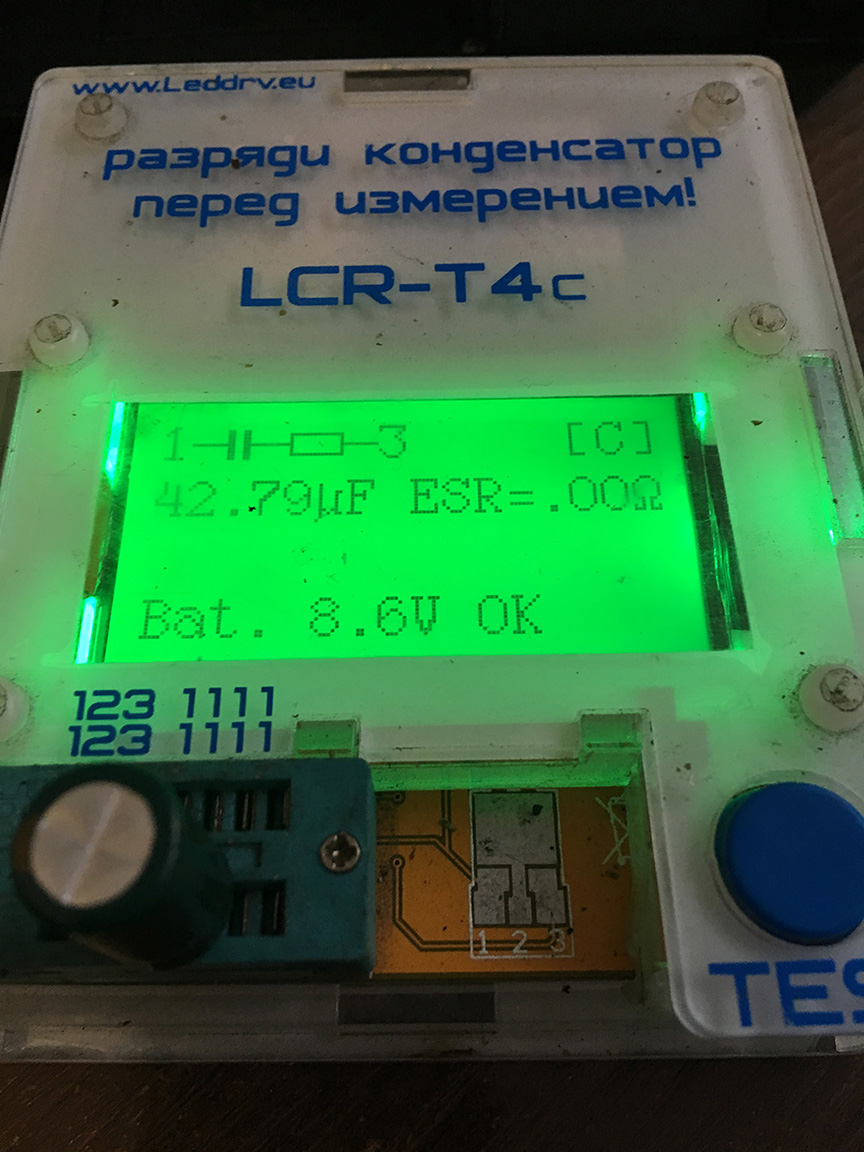 www.Leddrv.eu
разряди конденсатор
перед измерением!
LCR-T4c
1 3 [C]
42.79µF ESR=.00Ω
Bat. 8.6V OK
123 1111
123 1111
1 2 3